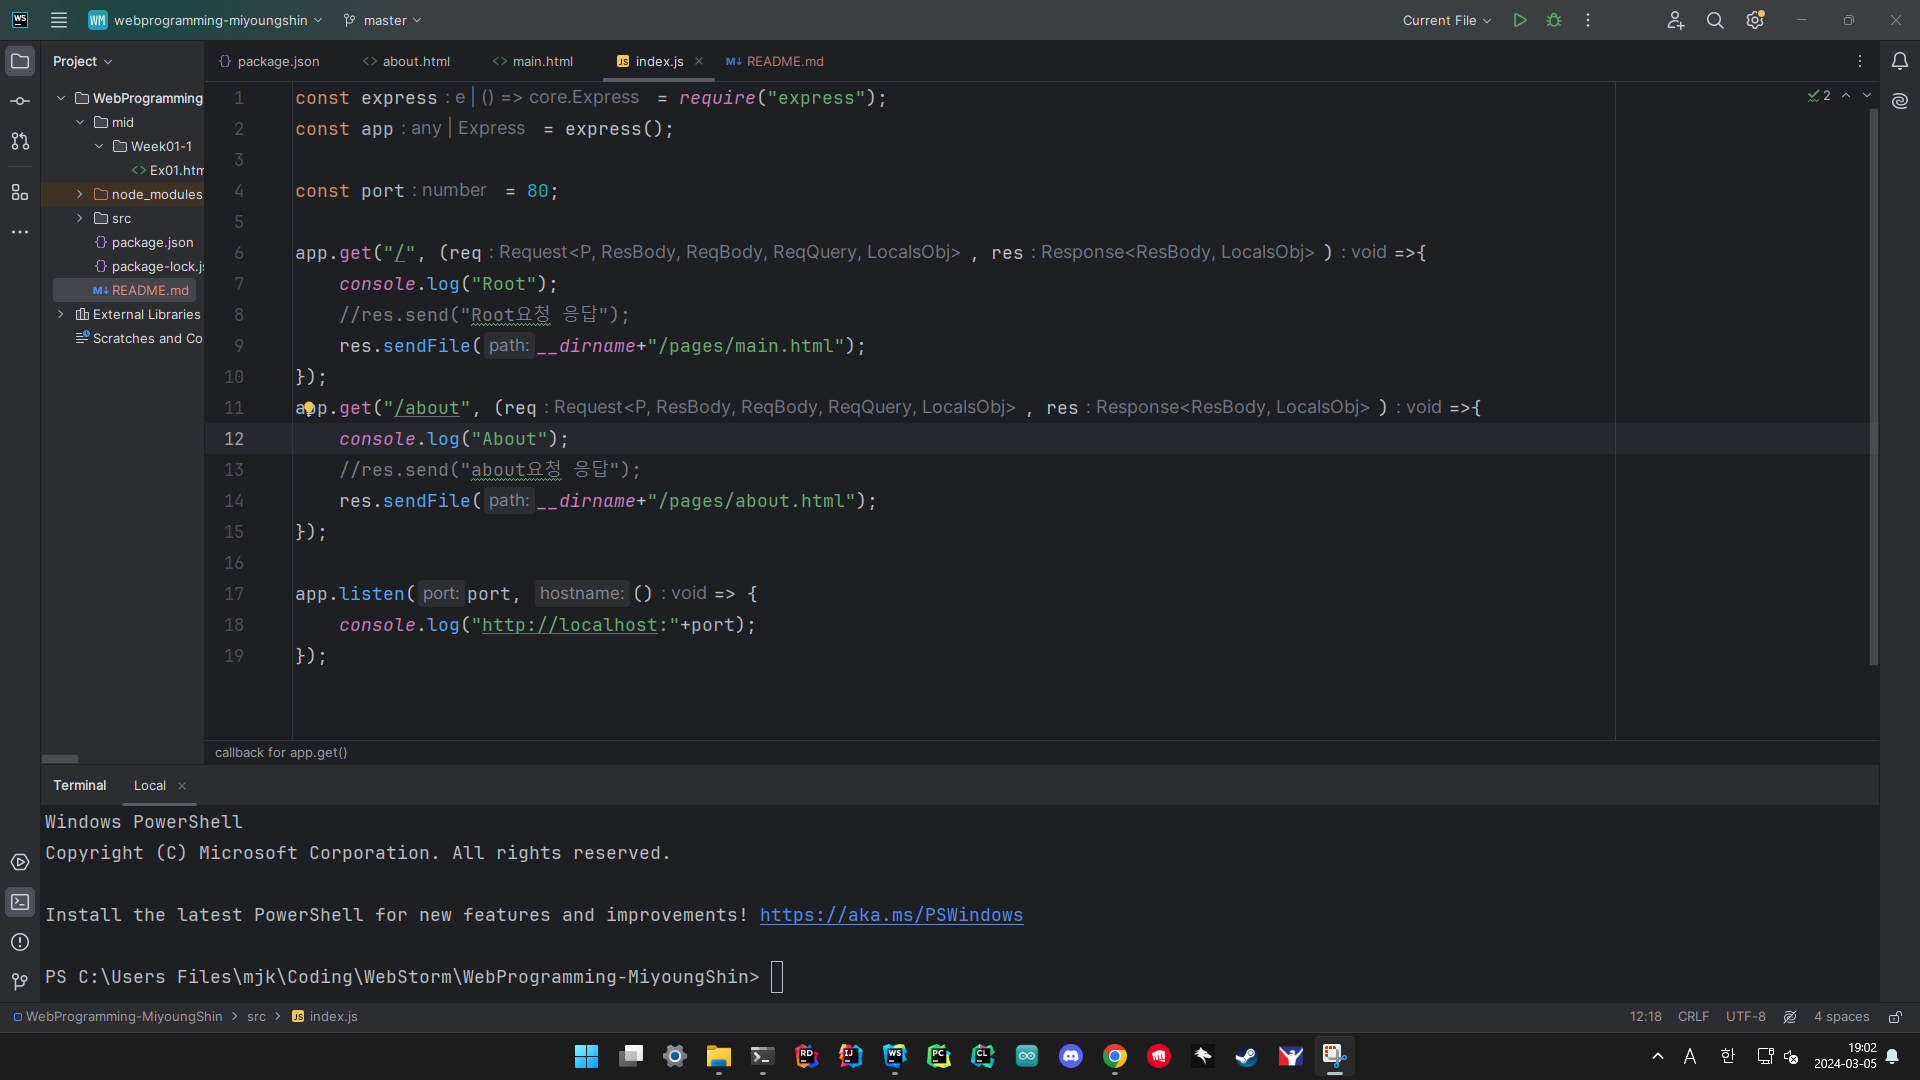 WS WM webprogramming-miyoungshin master Current File
Project package.json about.html main.html JS index.js M↓ README.md
WebProgramming
mid
Week01-1
Ex01.htm
node_modules
src
package.json
package-lock.js
M↓ README.md
External Libraries
Scratches and Co
2
1 const express : e | () => core.Express = require("express");
2 const app : any | Express = express();
3
4 const port : number = 80;
5
6 app.get("/", (req : Request<P, ResBody, ReqBody, ReqQuery, LocalsObj> , res : Response<ResBody, LocalsObj> ) : void =>{
7 console.log("Root");
8 //res.send("Root요청 응답");
9 res.sendFile( path: __dirname+"/pages/main.html");
10 });
11 app.get("/about", (req : Request<P, ResBody, ReqBody, ReqQuery, LocalsObj> , res : Response<ResBody, LocalsObj> ) : void =>{
12 console.log("About");
13 //res.send("about요청 응답");
14 res.sendFile( path: __dirname+"/pages/about.html");
15 });
16
17 app.listen( port: port, hostname: () : void => {
18 console.log("http://localhost:"+port);
19 });
callback for app.get()
Terminal Local
Windows PowerShell
Copyright (C) Microsoft Corporation. All rights reserved.
Install the latest PowerShell for new features and improvements! https://aka.ms/PSWindows
PS C:\Users Files\mjk\Coding\WebStorm\WebProgramming-MiyoungShin>
WebProgramming-MiyoungShin > src > JS index.js 12:18 CRLF UTF-8 4 spaces
RD IJ WS PC CL A 한 19:02
2024-03-05